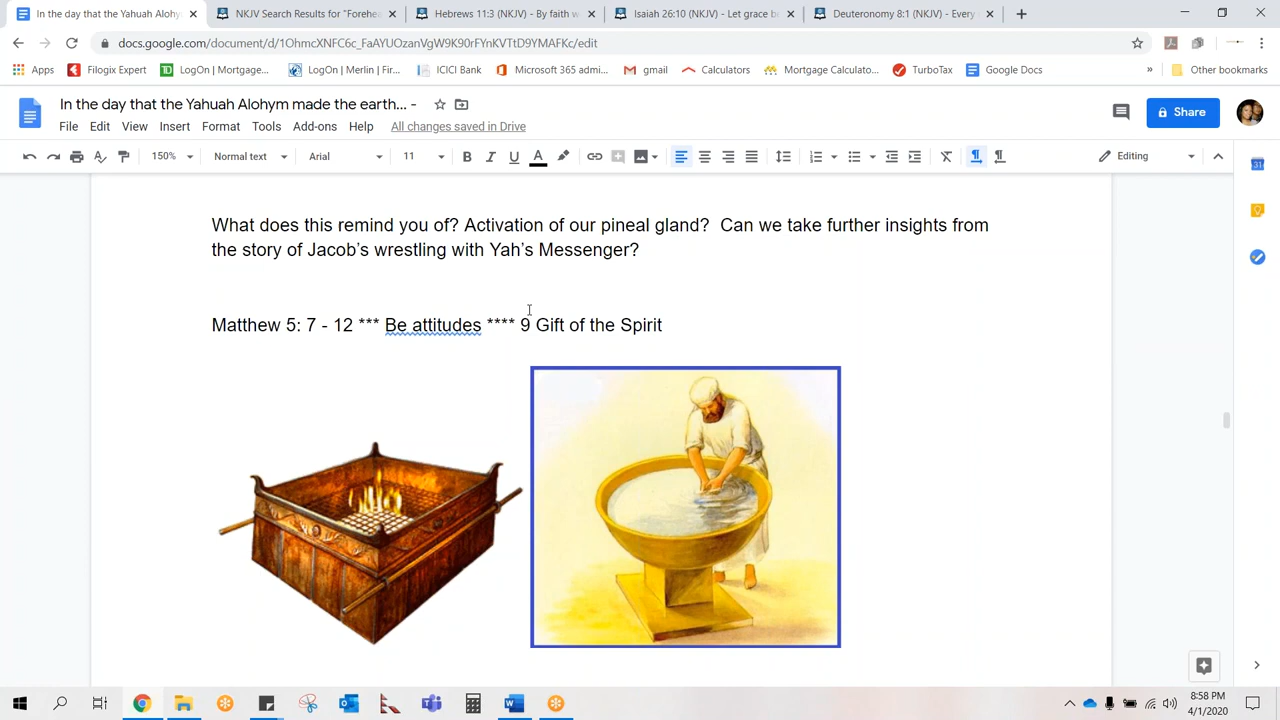 In the day that the Yahuah Alohym
NKJV Search Results for "Forehe
Hebrews 11:3 (NKJV) - By faith w
Isaiah 26:10 (NKJV) - Let grace b
Deuteronomy 8:1 (NKJV) - Every
docs.google.com/document/d/1OhmcXNFC6c_FaAYUOzanVgW9K90rFYnKVTtD9YMAFKc/edit
Apps
Filogix Expert
LogOn | Mortgage...
LogOn | Merlin | Fir...
ICICI Bank
Microsoft 365 admi...
gmail
Calculators
Mortgage Calculato...
TurboTax
Google Docs
»
Other bookmarks
In the day that the Yahuah Alohym made the earth... -
Share
File Edit View Insert Format Tools Add-ons Help All changes saved in Drive
150% Normal text Arial 11 B I U A Editing
31
What does this remind you of? Activation of our pineal gland? Can we take further insights from
the story of Jacob's wrestling with Yah's Messenger?
Matthew 5: 7 - 12 *** Be attitudes **** 9 Gift of the Spirit
8:58 PM
4/1/2020